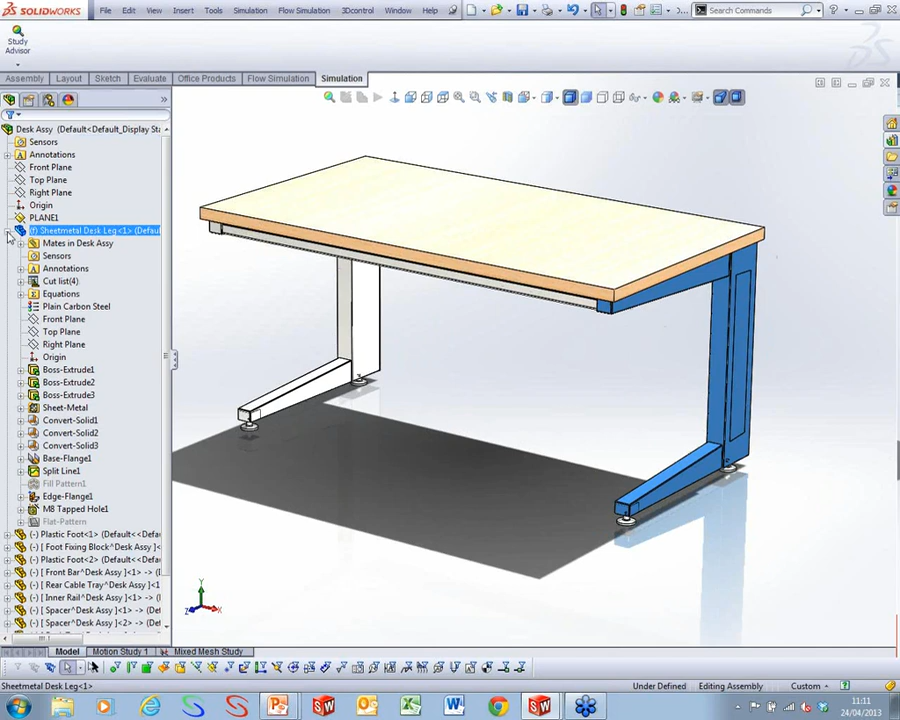 SOLIDWORKS File Edit View Insert Tools Simulation Flow Simulation 3Dcontrol Window Help Search Commands
Study
Advisor
Assembly Layout Sketch Evaluate Office Products Flow Simulation Simulation
Desk Assy (Default<Default_Display Sta
Sensors
Annotations
Front Plane
Top Plane
Right Plane
Origin
PLANE1
(f) Sheetmetal Desk Leg<1> (Defaul
Mates in Desk Assy
Sensors
Annotations
Cut list(4)
Equations
Plain Carbon Steel
Front Plane
Top Plane
Right Plane
Origin
Boss-Extrude1
Boss-Extrude2
Boss-Extrude3
Sheet-Metal
Convert-Solid1
Convert-Solid2
Convert-Solid3
Base-Flange1
Split Line1
Fill Pattern1
Edge-Flange1
M8 Tapped Hole1
Flat-Pattern
(-) Plastic Foot<1> (Default<<Defau
(-) [ Foot Fixing Block^Desk Assy ]<
(-) Plastic Foot<2> (Default<<Defau
(-) [ Front Bar^Desk Assy ]<1> -> (D
(-) [ Rear Cable Tray^Desk Assy ]<1
(-) [ Inner Rail^Desk Assy ]<1> -> (D
(-) [ Spacer^Desk Assy ]<1> -> (Def
(-) [ Spacer^Desk Assy ]<2> -> (Def
Y
X
Z
Model Motion Study 1 Mixed Mesh Study
Sheetmetal Desk Leg<1> Under Defined Editing Assembly Custom
11:11
24/04/2013